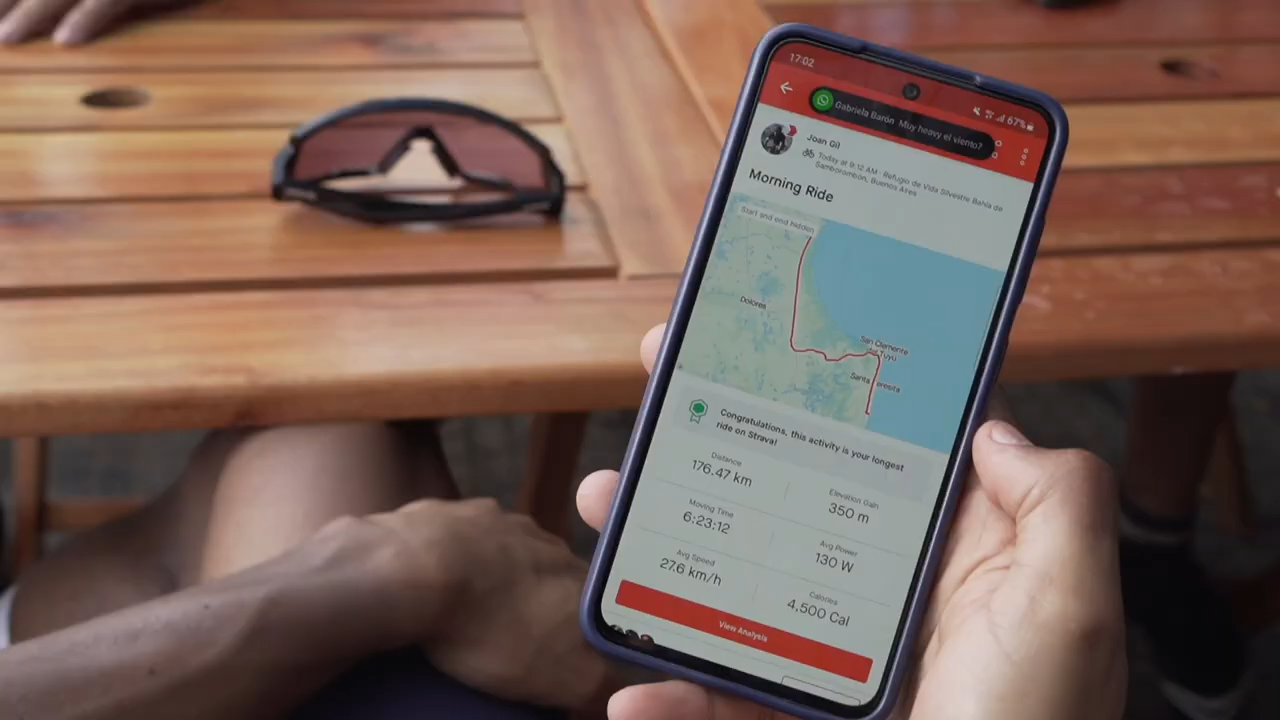 17:02
67%
Gabriela Barón Muy heavy el viento?
Joan Gil
Today at 9:12 AM · Refugio de Vida Silvestre Bahía de
Samborombón, Buenos Aires
Morning Ride
Start and end hidden
Dolores
San Clemente
del Tuyú
Santa Teresita
Congratulations, this activity is your longest
ride on Strava!
Distance
176.47 km
Elevation Gain
350 m
Moving Time
6:23:12
Avg Power
130 W
Avg Speed
27.6 km/h
Calories
4,500 Cal
View Analysis